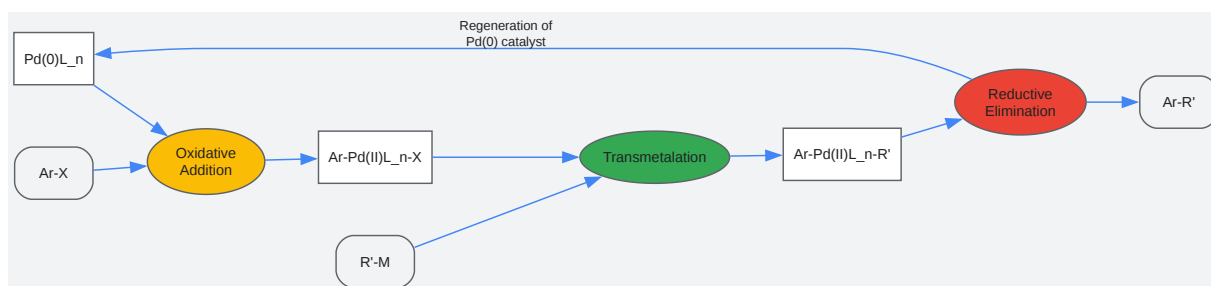 Regeneration of
Pd(0) catalyst
Pd(0)L_n
Ar-X
Oxidative
Addition
Ar-Pd(II)L_n-X
R'-M
Transmetalation
Ar-Pd(II)L_n-R'
Reductive
Elimination
Ar-R'